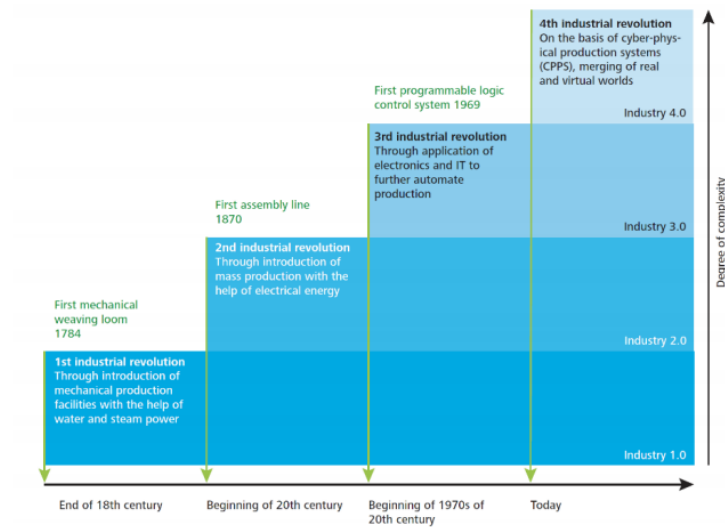 4th industrial revolution
On the basis of cyber-phys-
ical production systems
(CPPS), merging of real
and virtual worlds
Industry 4.0
First programmable logic
control system 1969
3rd industrial revolution
Through application of
electronics and IT to
further automate
production
Industry 3.0
First assembly line
1870
2nd industrial revolution
Through introduction of
mass production with the
help of electrical energy
Industry 2.0
First mechanical
weaving loom
1784
1st industrial revolution
Through introduction of
mechanical production
facilities with the help of
water and steam power
Industry 1.0
Degree of complexity
End of 18th century
Beginning of 20th century
Beginning of 1970s of
20th century
Today